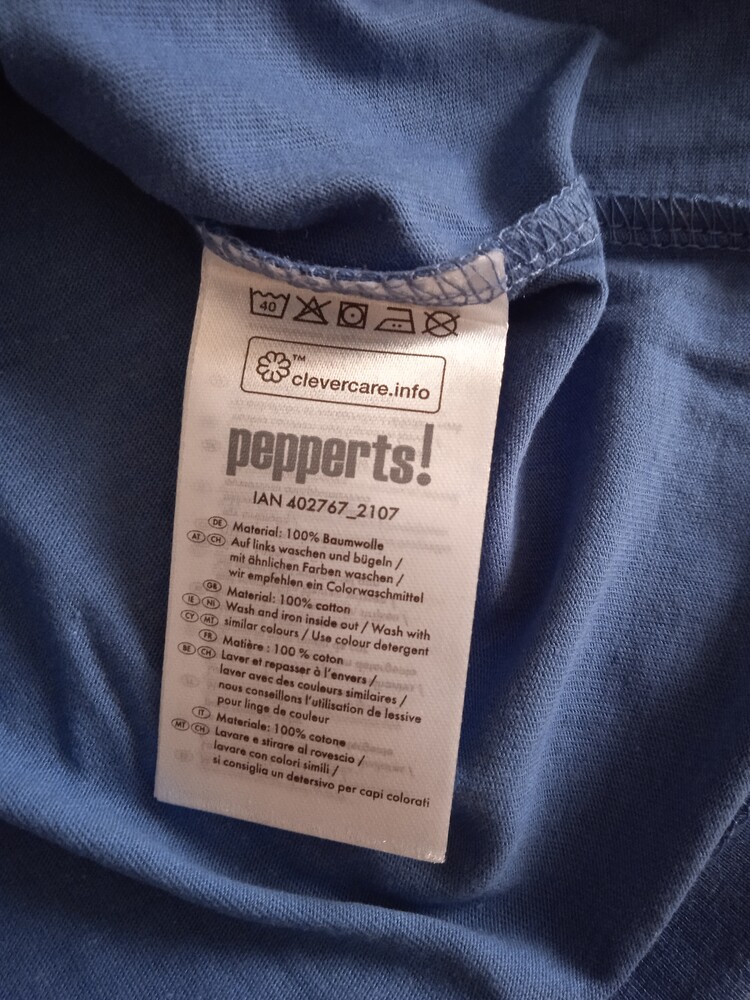 40
™
clevercare.info
pepperts!
IAN 402767_2107
DE Material: 100% Baumwolle
AT CH Auf links waschen und bügeln /
mit ähnlichen Farben waschen /
wir empfehlen ein Colorwaschmittel
GB Material: 100% cotton
IE NI Wash and iron inside out / Wash with
CY MT similar colours / Use colour detergent
FR Matière : 100 % coton
BE CH Laver et repasser à l'envers /
laver avec des couleurs similaires /
nous conseillons l'utilisation de lessive
pour linge de couleur
IT Materiale: 100% cotone
MT CH Lavare e stirare al rovescio /
lavare con colori simili /
si consiglia un detersivo per capi colorati